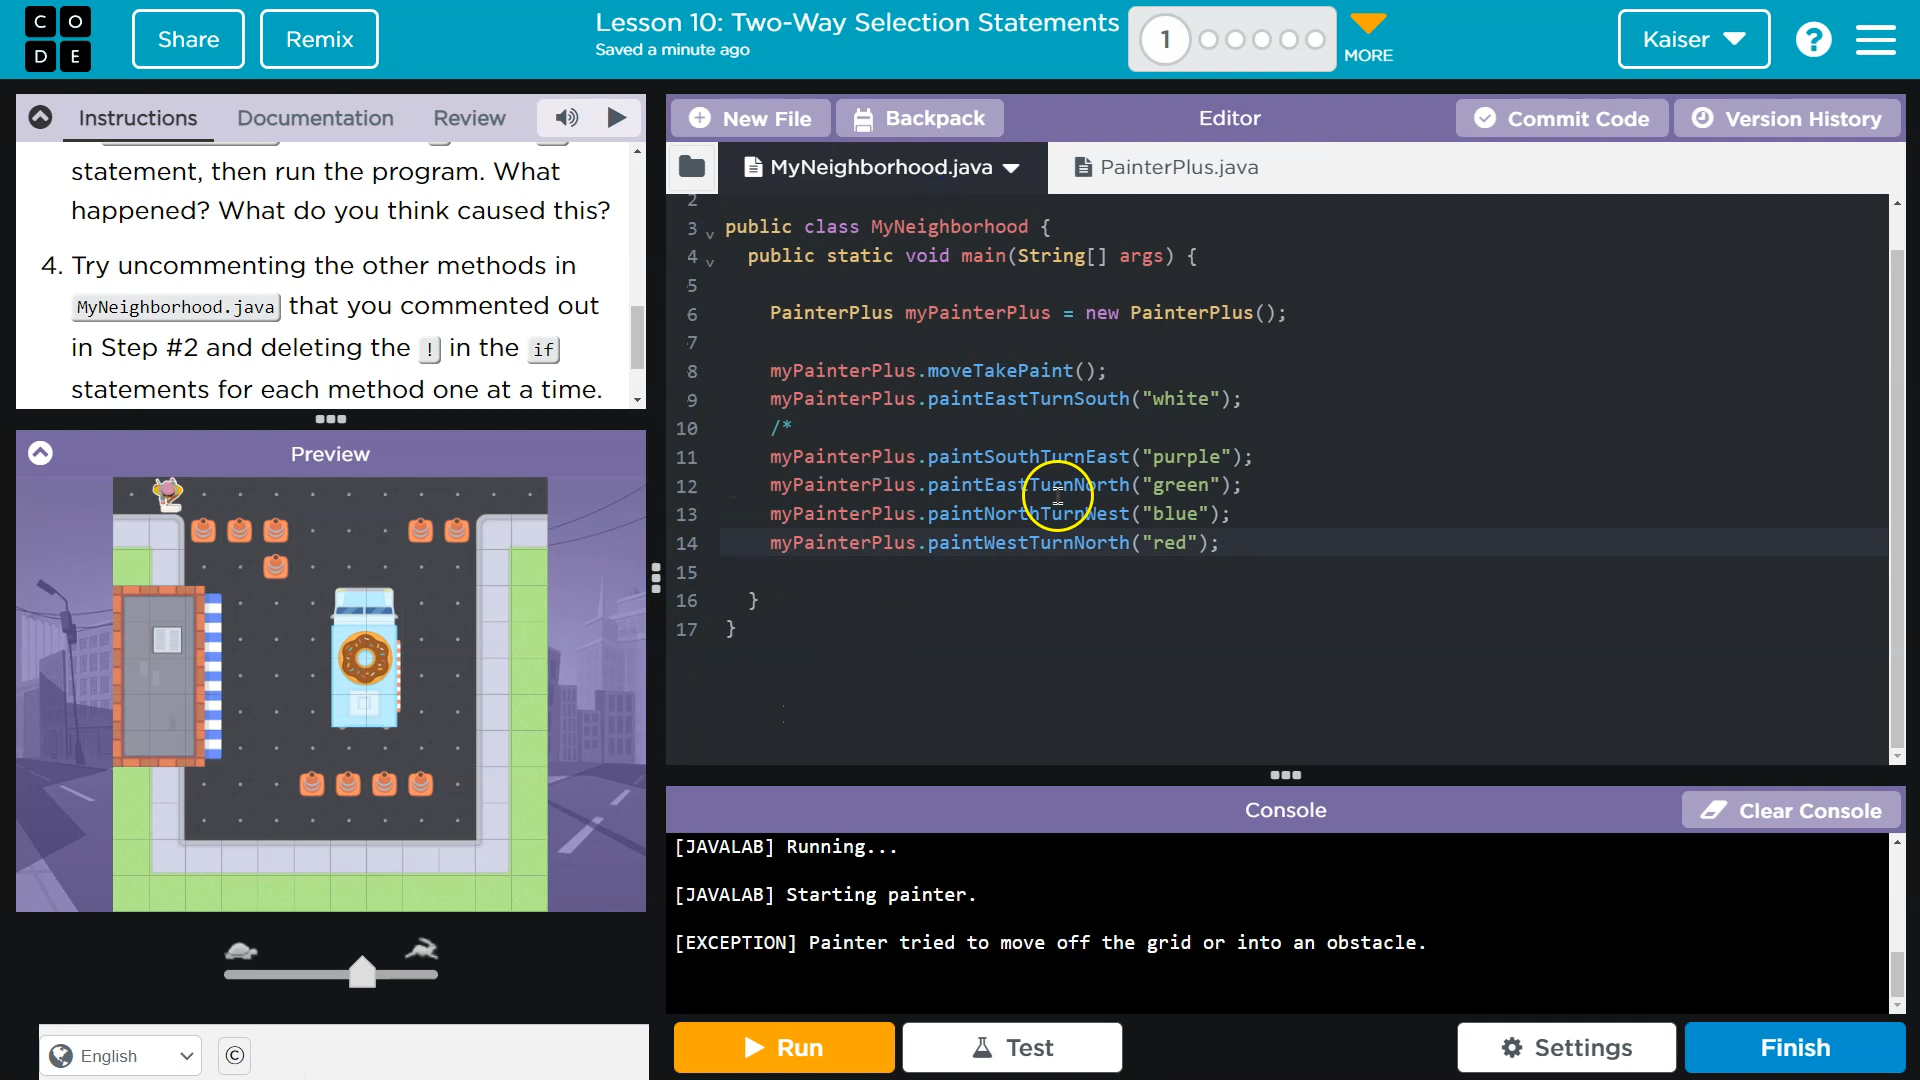 C O
D E
Share
Remix
Lesson 10: Two-Way Selection Statements
Saved a minute ago
1
MORE
Kaiser
?
Instructions
Documentation
Review
statement, then run the program. What
happened? What do you think caused this?
4. Try uncommenting the other methods in
MyNeighborhood.java that you commented out
in Step #2 and deleting the ! in the if
statements for each method one at a time.
Preview
English
©
New File
Backpack
Editor
Commit Code
Version History
MyNeighborhood.java
PainterPlus.java
2
3 public class MyNeighborhood {
4 public static void main(String[] args) {
5
6 PainterPlus myPainterPlus = new PainterPlus();
7
8 myPainterPlus.moveTakePaint();
9 myPainterPlus.paintEastTurnSouth("white");
10 /*
11 myPainterPlus.paintSouthTurnEast("purple");
12 myPainterPlus.paintEastTurnNorth("green");
13 myPainterPlus.paintNorthTurnWest("blue");
14 myPainterPlus.paintWestTurnNorth("red");
15
16 }
17 }
Console
Clear Console
[JAVALAB] Running...
[JAVALAB] Starting painter.
[EXCEPTION] Painter tried to move off the grid or into an obstacle.
Run
Test
Settings
Finish